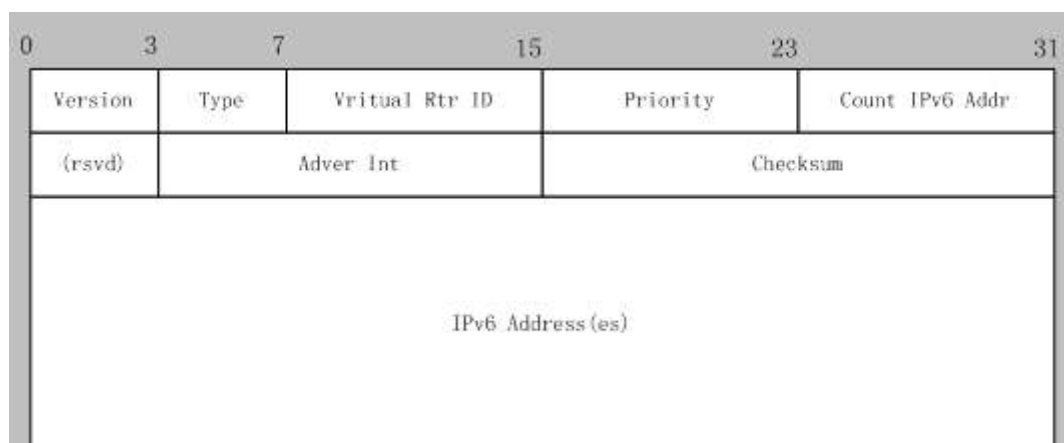 0 3 7 15 23 31
Version Type Vritual Rtr ID Priority Count IPv6 Addr
(rsvd) Adver Int Checksum
IPv6 Address(es)